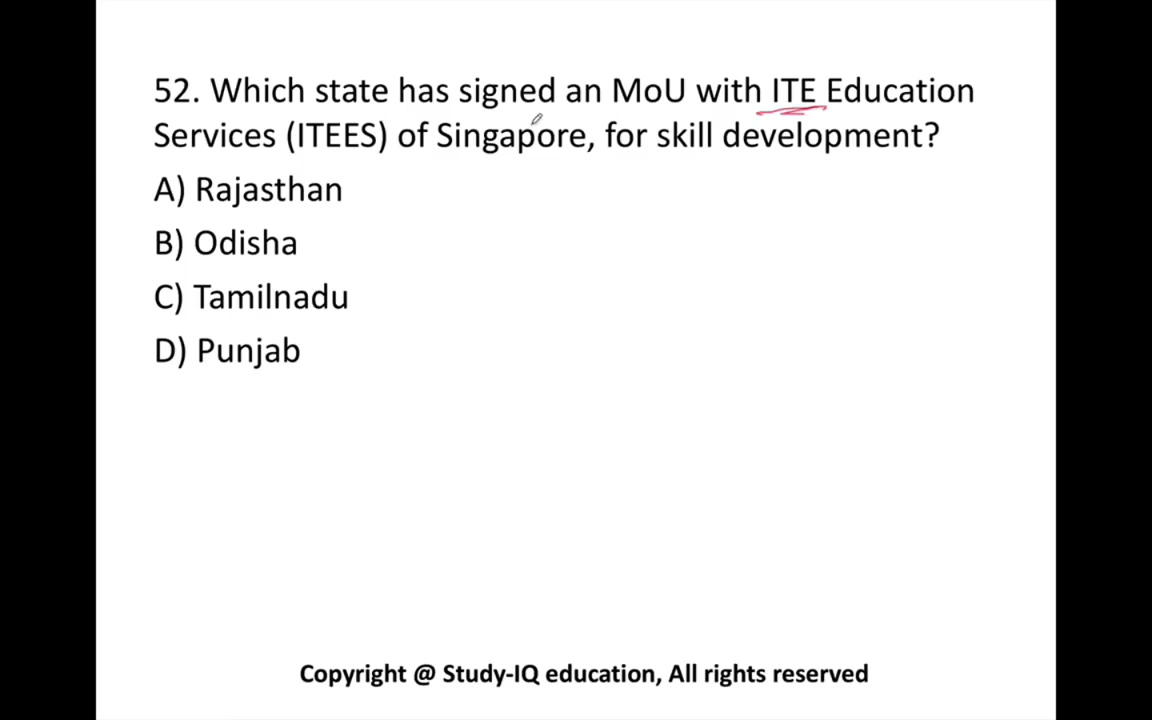 52. Which state has signed an MoU with ITE Education
Services (ITEES) of Singapore, for skill development?
A) Rajasthan
B) Odisha
C) Tamilnadu
D) Punjab
Copyright @ Study-IQ education, All rights reserved